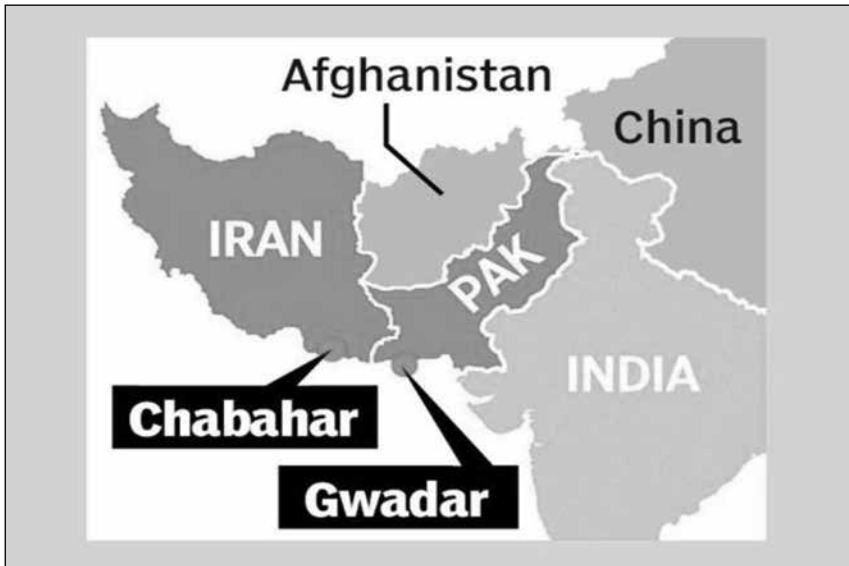 Afghanistan
China
IRAN
PAK
INDIA
Chabahar
Gwadar